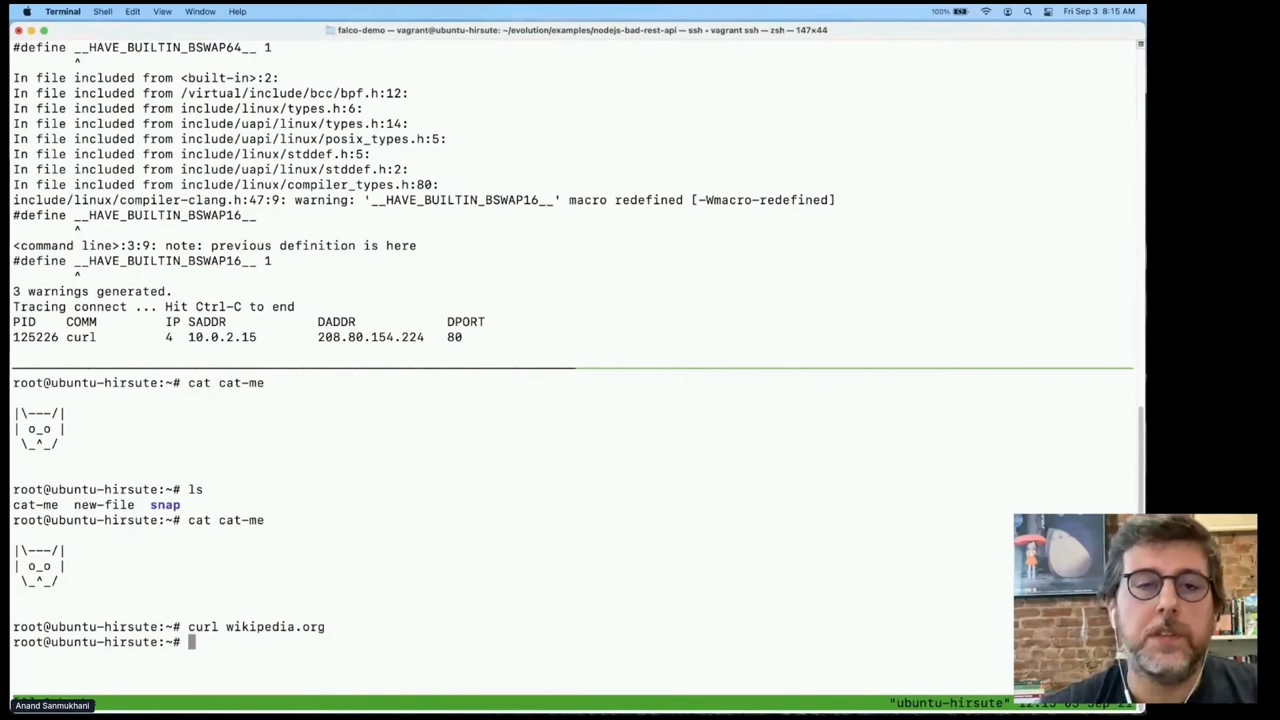 Terminal Shell Edit View Window Help 100% Fri Sep 3 8:15 AM
falco-demo — vagrant@ubuntu-hirsute: ~/evolution/examples/nodejs-bad-rest-api — ssh • vagrant ssh — zsh — 147×44
#define __HAVE_BUILTIN_BSWAP64__ 1
^
In file included from <built-in>:2:
In file included from /virtual/include/bcc/bpf.h:12:
In file included from include/linux/types.h:6:
In file included from include/uapi/linux/types.h:14:
In file included from include/uapi/linux/posix_types.h:5:
In file included from include/linux/stddef.h:5:
In file included from include/uapi/linux/stddef.h:2:
In file included from include/linux/compiler_types.h:80:
include/linux/compiler-clang.h:47:9: warning: '__HAVE_BUILTIN_BSWAP16__' macro redefined [-Wmacro-redefined]
#define __HAVE_BUILTIN_BSWAP16__
^
<command line>:3:9: note: previous definition is here
#define __HAVE_BUILTIN_BSWAP16__ 1
^
3 warnings generated.
Tracing connect ... Hit Ctrl-C to end
PID COMM IP SADDR DADDR DPORT
125226 curl 4 10.0.2.15 208.80.154.224 80
root@ubuntu-hirsute:~# cat cat-me
|\---/|
| o_o |
\_^_/
root@ubuntu-hirsute:~# ls
cat-me new-file snap
root@ubuntu-hirsute:~# cat cat-me
|\---/|
| o_o |
\_^_/
root@ubuntu-hirsute:~# curl wikipedia.org
root@ubuntu-hirsute:~#
"ubuntu-hirsute"
Anand Sanmukhani